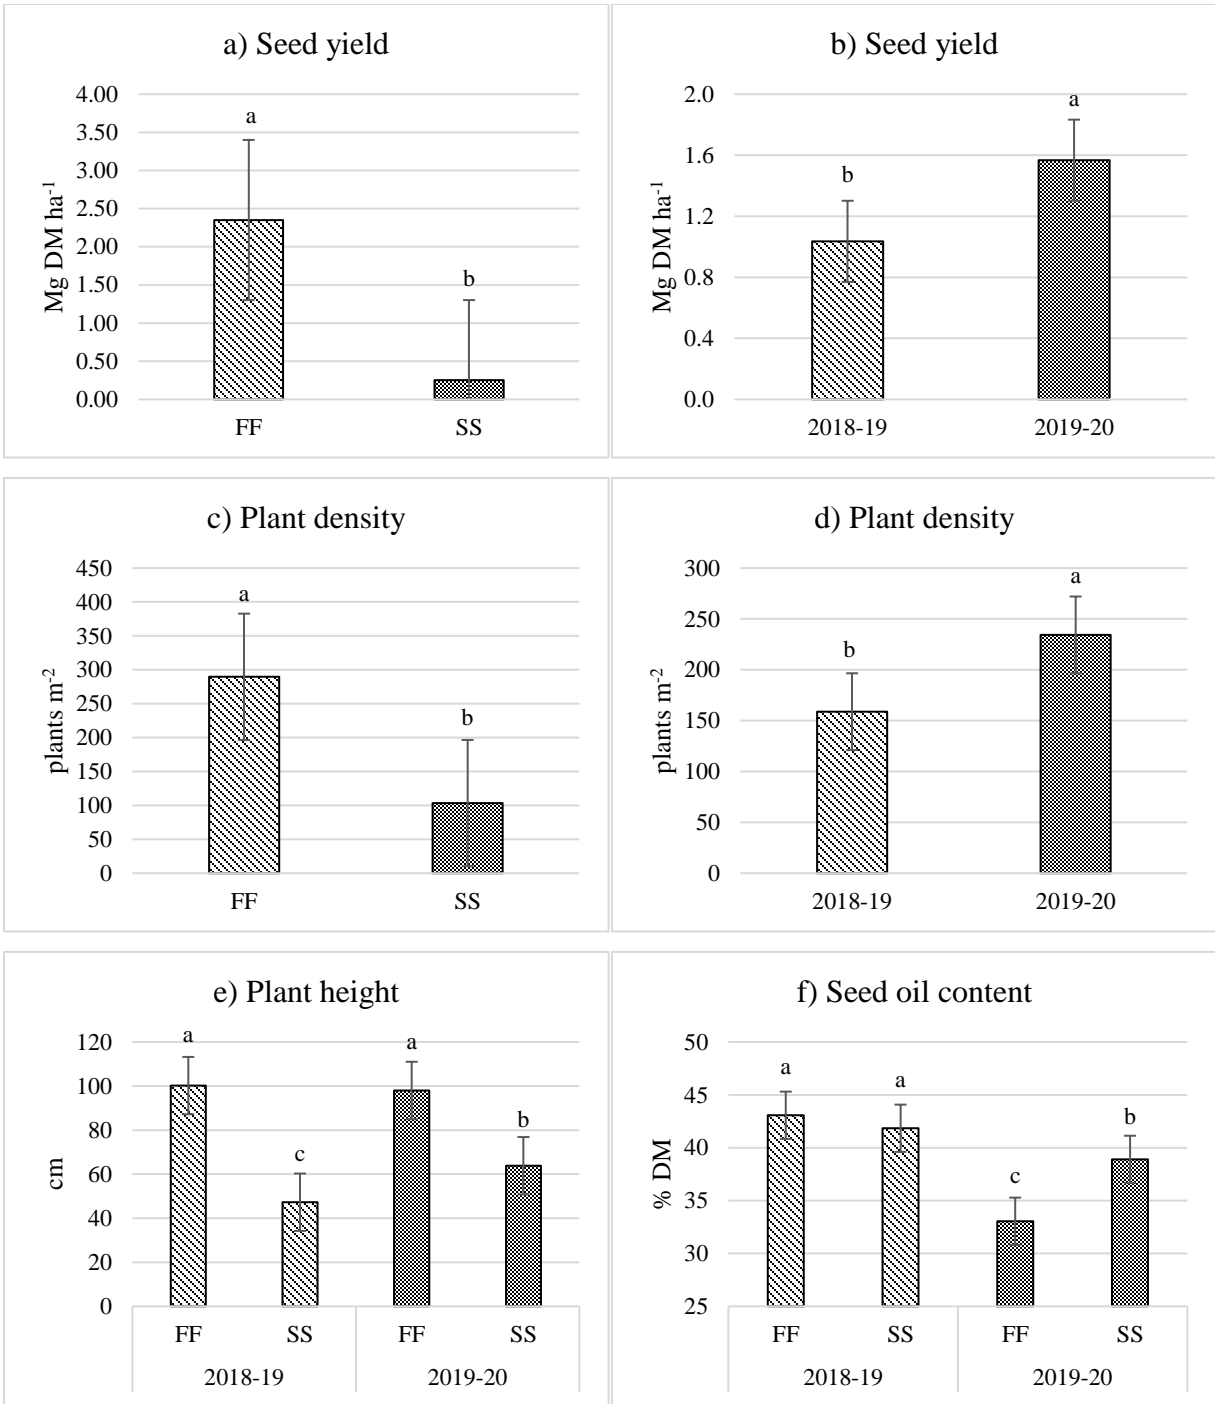 a) Seed yield
Mg DM ha⁻¹
4.00
3.50
3.00
2.50
2.00
1.50
1.00
0.50
0.00
a
b
FF
SS
b) Seed yield
Mg DM ha⁻¹
2.0
1.6
1.2
0.8
0.4
0.0
b
a
2018-19
2019-20
c) Plant density
plants m⁻²
450
400
350
300
250
200
150
100
50
0
a
b
FF
SS
d) Plant density
plants m⁻²
300
250
200
150
100
50
0
b
a
2018-19
2019-20
e) Plant height
cm
120
100
80
60
40
20
0
a
c
a
b
FF
SS
FF
SS
2018-19
2019-20
f) Seed oil content
% DM
50
45
40
35
30
25
a
a
c
b
FF
SS
FF
SS
2018-19
2019-20